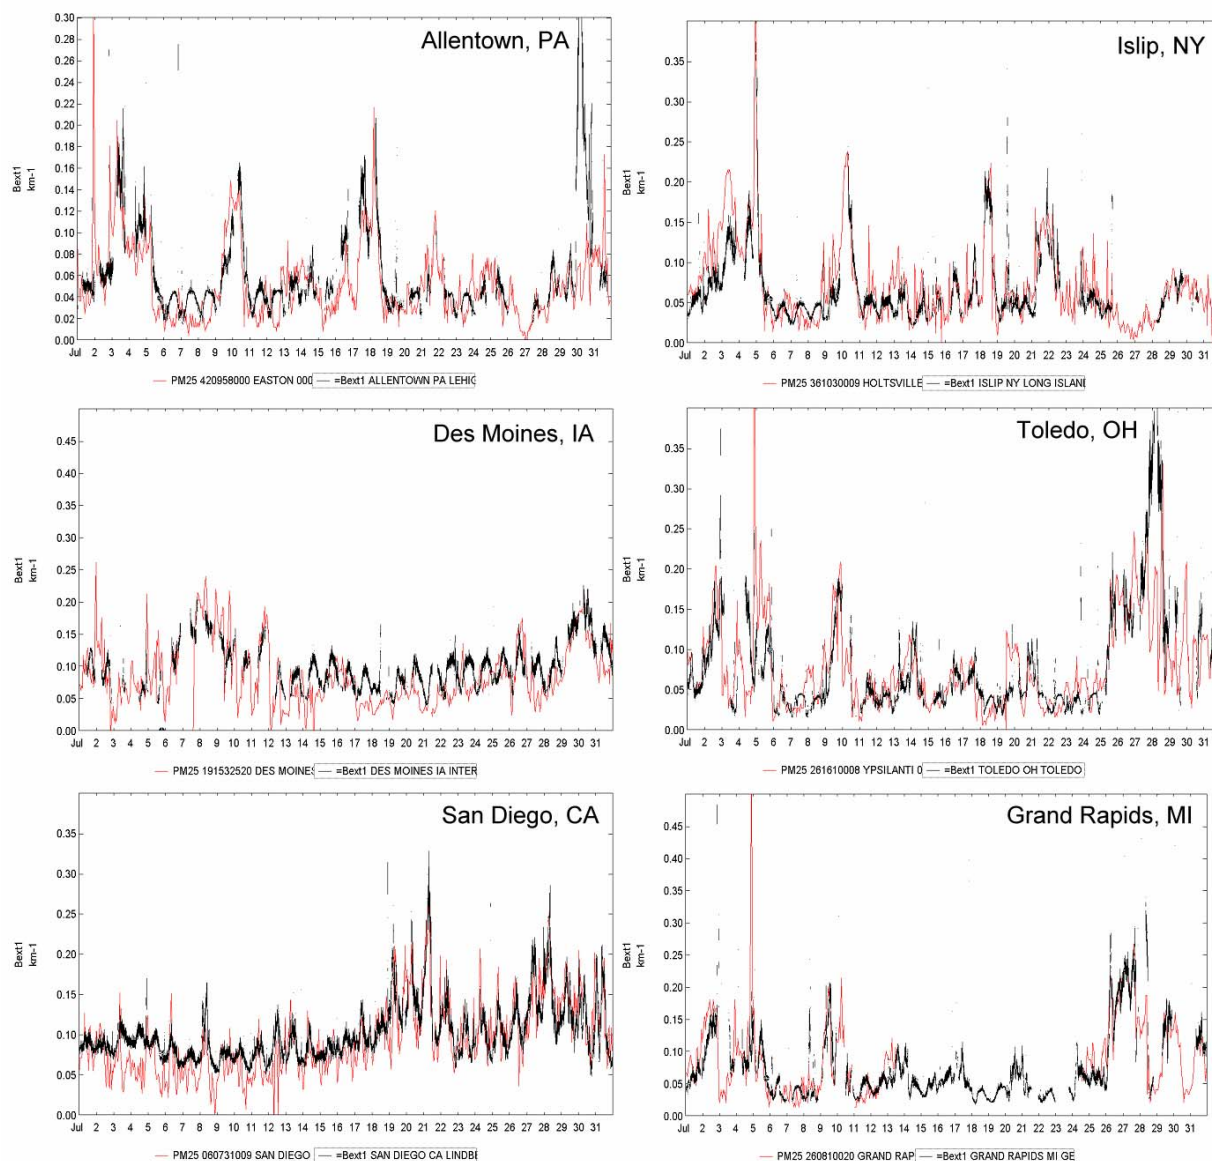 Allentown, PA
0.30
0.28
0.26
0.24
0.22
0.20
0.18
0.16
0.14
0.12
0.10
0.08
0.06
0.04
0.02
0.00
Bext1
km-1
Jul 2 3 4 5 6 7 8 9 10 11 12 13 14 15 16 17 18 19 20 21 22 23 24 25 26 27 28 29 30 31
PM25 420958000 EASTON 000 =Bext1 ALLENTOWN PA LEHIG
Islip, NY
0.35
0.30
0.25
0.20
0.15
0.10
0.05
0.00
Bext1
km-1
Jul 2 3 4 5 6 7 8 9 10 11 12 13 14 15 16 17 18 19 20 21 22 23 24 25 26 27 28 29 30 31
PM25 361030009 HOLTSVILLE =Bext1 ISLIP NY LONG ISLAND
Des Moines, IA
0.45
0.40
0.35
0.30
0.25
0.20
0.15
0.10
0.05
0.00
Bext1
km-1
Jul 2 3 4 5 6 7 8 9 10 11 12 13 14 15 16 17 18 19 20 21 22 23 24 25 26 27 28 29 30 31
PM25 191532520 DES MOINES =Bext1 DES MOINES IA INTER
Toledo, OH
0.35
0.30
0.25
0.20
0.15
0.10
0.05
0.00
Bext1
km-1
Jul 2 3 4 5 6 7 8 9 10 11 12 13 14 15 16 17 18 19 20 21 22 23 24 25 26 27 28 29 30 31
PM25 261610008 YPSILANTI 0 =Bext1 TOLEDO OH TOLEDO
San Diego, CA
0.35
0.30
0.25
0.20
0.15
0.10
0.05
0.00
Bext1
km-1
Jul 2 3 4 5 6 7 8 9 10 11 12 13 14 15 16 17 18 19 20 21 22 23 24 25 26 27 28 29 30 31
PM25 060731009 SAN DIEGO =Bext1 SAN DIEGO CA LINDBE
Grand Rapids, MI
0.45
0.40
0.35
0.30
0.25
0.20
0.15
0.10
0.05
0.00
Bext1
km-1
Jul 2 3 4 5 6 7 8 9 10 11 12 13 14 15 16 17 18 19 20 21 22 23 24 25 26 27 28 29 30 31
PM25 260810020 GRAND RAP =Bext1 GRAND RAPIDS MI GE